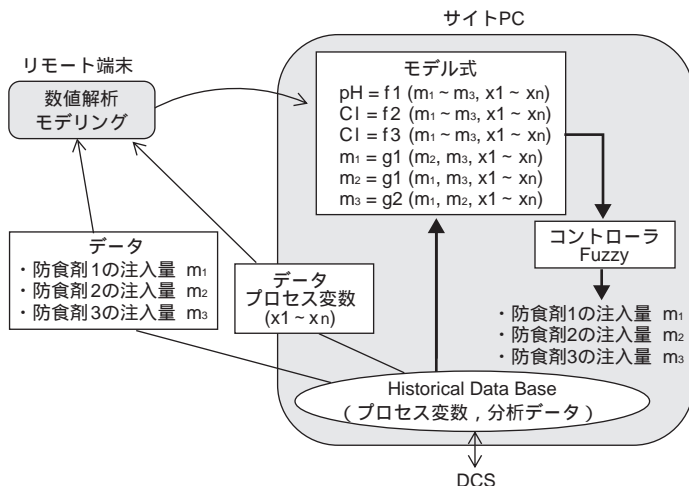 サイトPC
リモート端末
数値解析
モデリング
モデル式
pH = f1 (m₁ ~ m₃, x1 ~ xn)
Cl = f2 (m₁ ~ m₃, x1 ~ xn)
Cl = f3 (m₁ ~ m₃, x1 ~ xn)
m₁ = g1 (m₂, m₃, x1 ~ xn)
m₂ = g1 (m₁, m₃, x1 ~ xn)
m₃ = g2 (m₁, m₂, x1 ~ xn)
コントローラ
Fuzzy
データ
・防食剤1の注入量 m₁
・防食剤2の注入量 m₂
・防食剤3の注入量 m₃
データ
プロセス変数
(x1 ~ xn)
・防食剤1の注入量 m₁
・防食剤2の注入量 m₂
・防食剤3の注入量 m₃
Historical Data Base
（プロセス変数，分析データ）
DCS